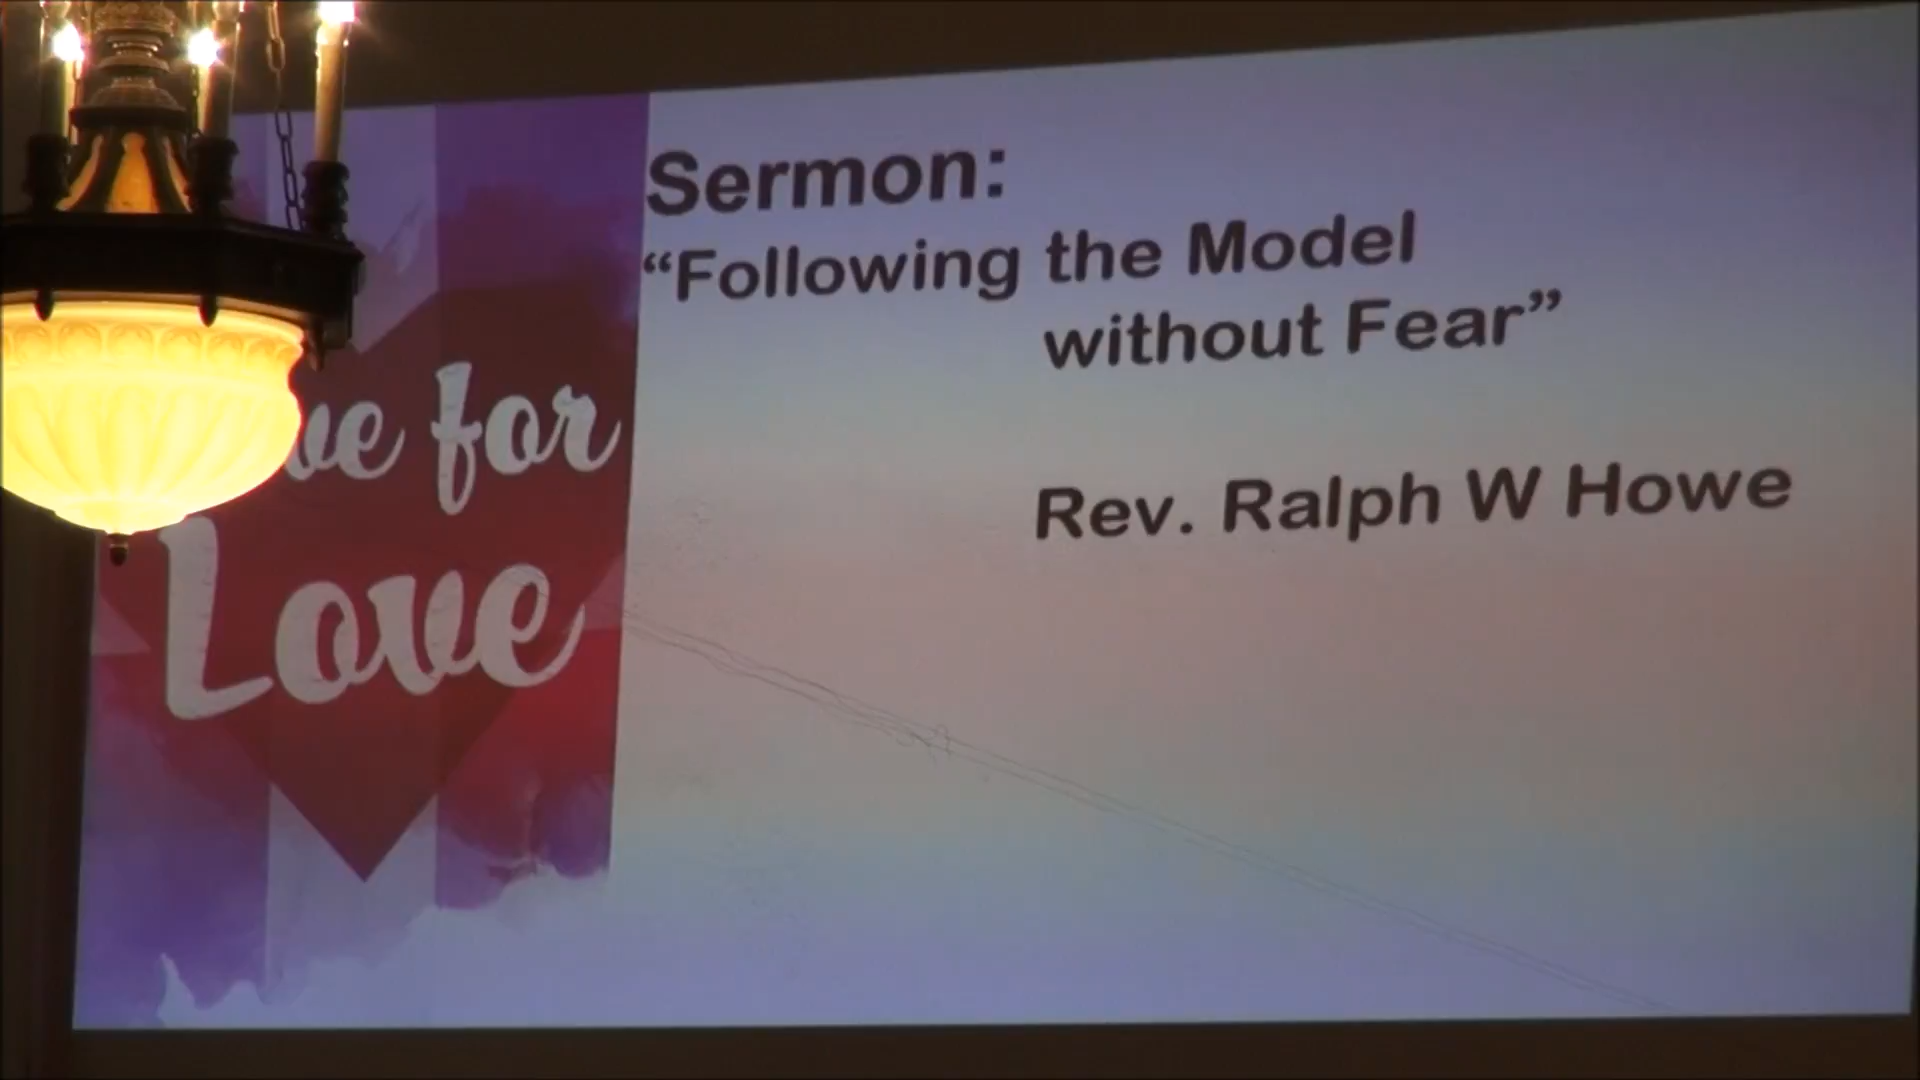 Sermon:
“Following the Model
without Fear”
Rev. Ralph W Howe
for
Love